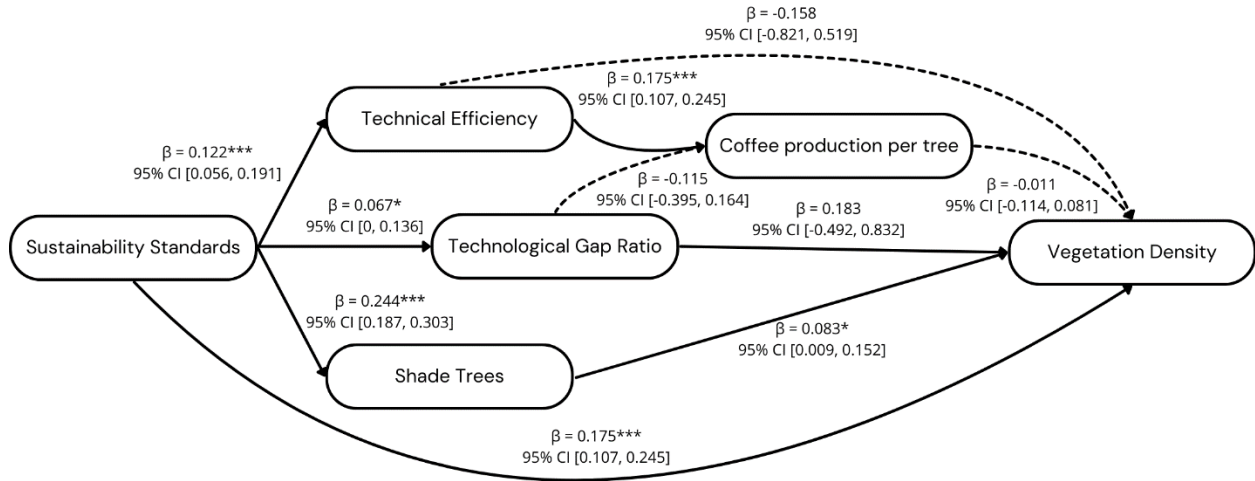 β = -0.158
95% CI [-0.821, 0.519]
β = 0.175***
95% CI [0.107, 0.245]
Technical Efficiency
Coffee production per tree
β = 0.122***
95% CI [0.056, 0.191]
β = -0.115
95% CI [-0.395, 0.164]
β = -0.011
95% CI [-0.114, 0.081]
β = 0.067*
95% CI [0, 0.136]
β = 0.183
95% CI [-0.492, 0.832]
Sustainability Standards
Technological Gap Ratio
Vegetation Density
β = 0.244***
95% CI [0.187, 0.303]
β = 0.083*
95% CI [0.009, 0.152]
Shade Trees
β = 0.175***
95% CI [0.107, 0.245]